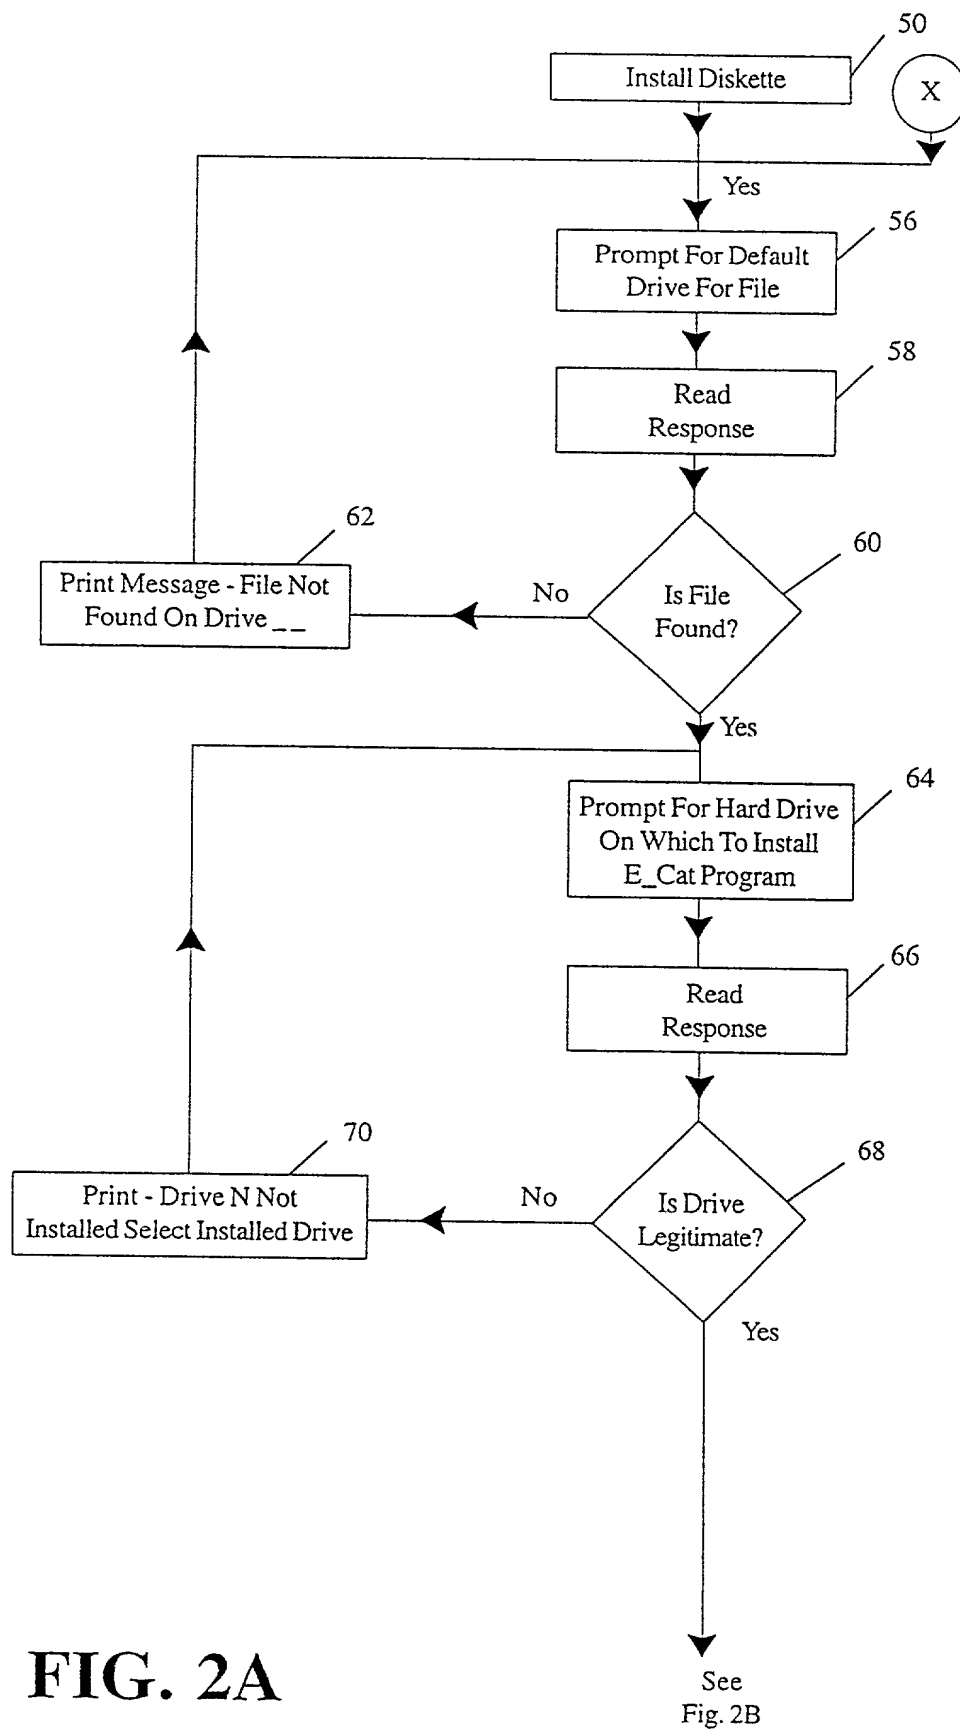 50
Install Diskette
X
Yes
56
Prompt For Default
Drive For File
58
Read
Response
62
60
Print Message - File Not
Found On Drive _ _
No
Is File
Found?
Yes
64
Prompt For Hard Drive
On Which To Install
E_Cat Program
66
Read
Response
70
68
Print - Drive N Not
Installed Select Installed Drive
No
Is Drive
Legitimate?
Yes
FIG. 2A
See
Fig. 2B